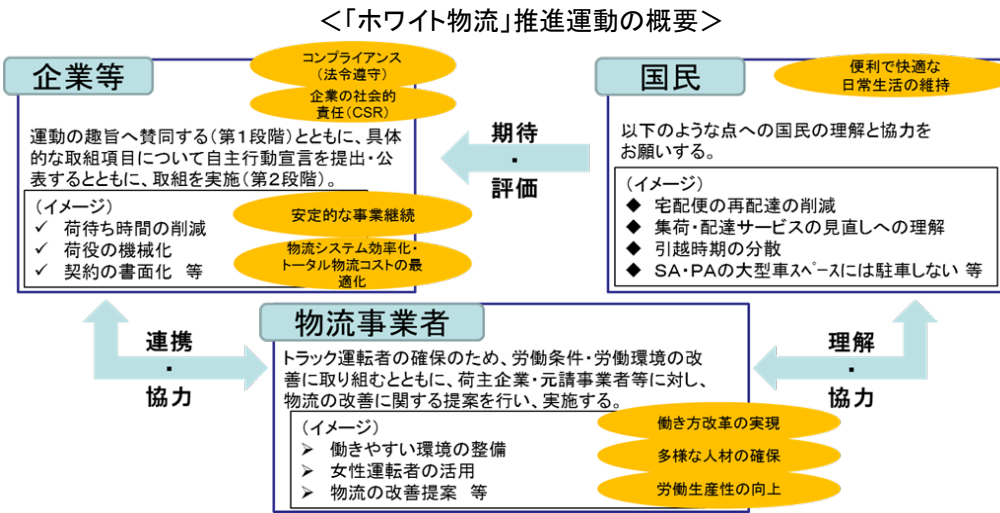 ＜「ホワイト物流」推進運動の概要＞
企業等
コンプライアンス
（法令遵守）
企業の社会的
責任（CSR）
運動の趣旨へ賛同する（第１段階）とともに、具体
的な取組項目について自主行動宣言を提出・公
表するとともに、取組を実施（第２段階）。
（イメージ）
✓ 荷待ち時間の削減
✓ 荷役の機械化
✓ 契約の書面化　等
安定的な事業継続
物流システム効率化・
トータル物流コストの最
適化
期待
・
評価
国民
便利で快適な
日常生活の維持
以下のような点への国民の理解と協力を
お願いする。
（イメージ）
◆ 宅配便の再配達の削減
◆ 集荷・配達サービスの見直しへの理解
◆ 引越時期の分散
◆ SA・PAの大型車ｽﾍﾟｰｽには駐車しない 等
連携
・
協力
物流事業者
トラック運転者の確保のため、労働条件・労働環境の改
善に取り組むとともに、荷主企業・元請事業者等に対し、
物流の改善に関する提案を行い、実施する。
（イメージ）
➢ 働きやすい環境の整備
➢ 女性運転者の活用
➢ 物流の改善提案　等
働き方改革の実現
多様な人材の確保
労働生産性の向上
理解
・
協力